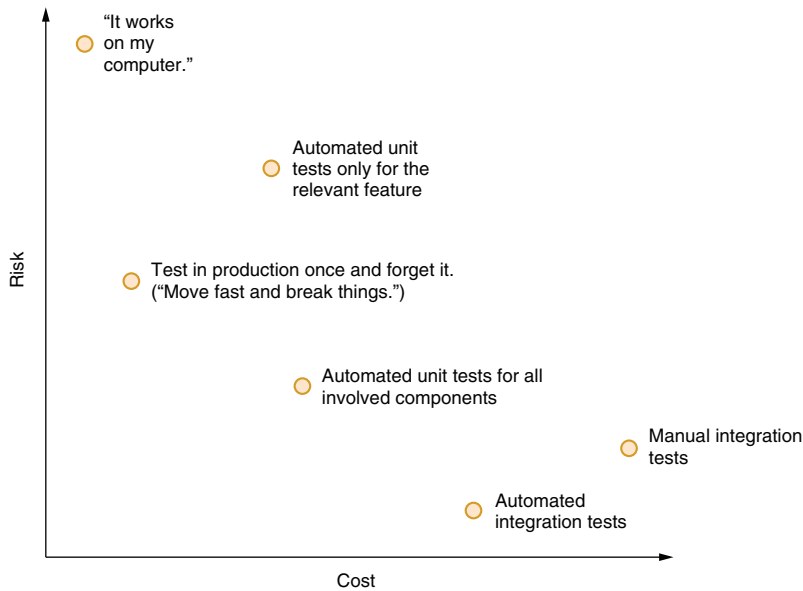 “It works
on my
computer.”
Automated unit
tests only for the
relevant feature
Risk
Test in production once and forget it.
(“Move fast and break things.”)
Automated unit tests for all
involved components
Manual integration
tests
Automated
integration tests
Cost